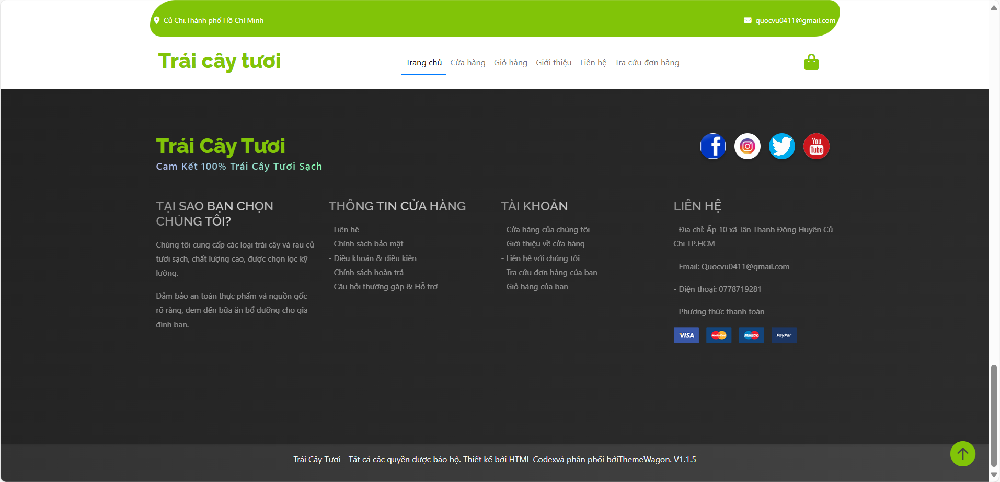 Củ Chi,Thành phố Hồ Chí Minh
quocvu0411@gmail.com
Trái cây tươi
Trang chủ
Cửa hàng
Giỏ hàng
Giới thiệu
Liên hệ
Tra cứu đơn hàng
Trái Cây Tươi
Cam Kết 100% Trái Cây Tươi Sạch
You
Tube
TẠI SAO BẠN CHỌN
CHÚNG TÔI?
Chúng tôi cung cấp các loại trái cây và rau củ
tươi sạch, chất lượng cao, được chọn lọc kỹ
lưỡng.
Đảm bảo an toàn thực phẩm và nguồn gốc
rõ ràng, đem đến bữa ăn bổ dưỡng cho gia
đình bạn.
THÔNG TIN CỬA HÀNG
- Liên hệ
- Chính sách bảo mật
- Điều khoản & điều kiện
- Chính sách hoàn trả
- Câu hỏi thường gặp & Hỗ trợ
TÀI KHOẢN
- Cửa hàng của chúng tôi
- Giới thiệu về cửa hàng
- Liên hệ với chúng tôi
- Tra cứu đơn hàng của bạn
- Giỏ hàng của bạn
LIÊN HỆ
- Địa chỉ: Ấp 10 xã Tân Thạnh Đông Huyện Củ
Chi TP.HCM
- Email: Quocvu0411@gmail.com
- Điện thoại: 0778719281
- Phương thức thanh toán
VISA
MasterCard
Maestro
PayPal
Trái Cây Tươi - Tất cả các quyền được bảo hộ. Thiết kế bởi HTML Codexvà phân phối bởiThemeWagon. V1.1.5